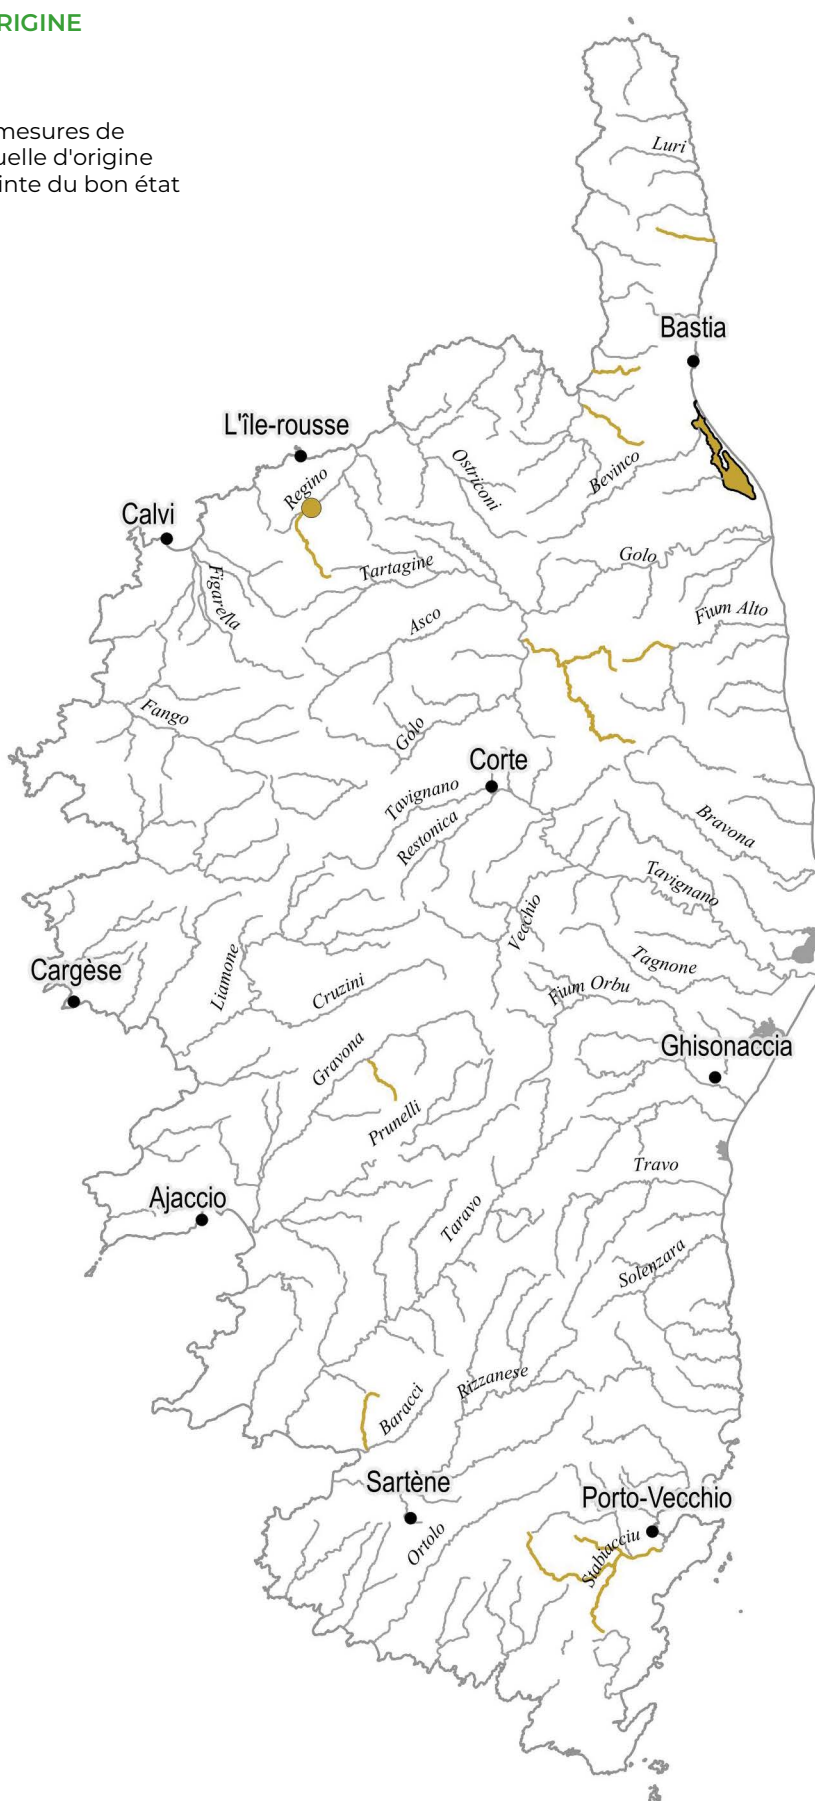 RIGINE
mesures de
uelle d'origine
inte du bon état
Luri
Bastia
L'île-rousse
Ostriconi
Regino
Bevinco
Calvi
Golo
Tartagine
Figarella
Fium Alto
Asco
Fango
Golo
Corte
Tavignano
Bravona
Restonica
Tavignano
Vecchio
Tagnone
Cargèse
Liamone
Cruzini
Fium Orbu
Gravona
Ghisonaccia
Prunelli
Travo
Ajaccio
Taravo
Solenzara
Rizzanese
Baracci
Sartène
Porto-Vecchio
Ortolo
Stabiacciu